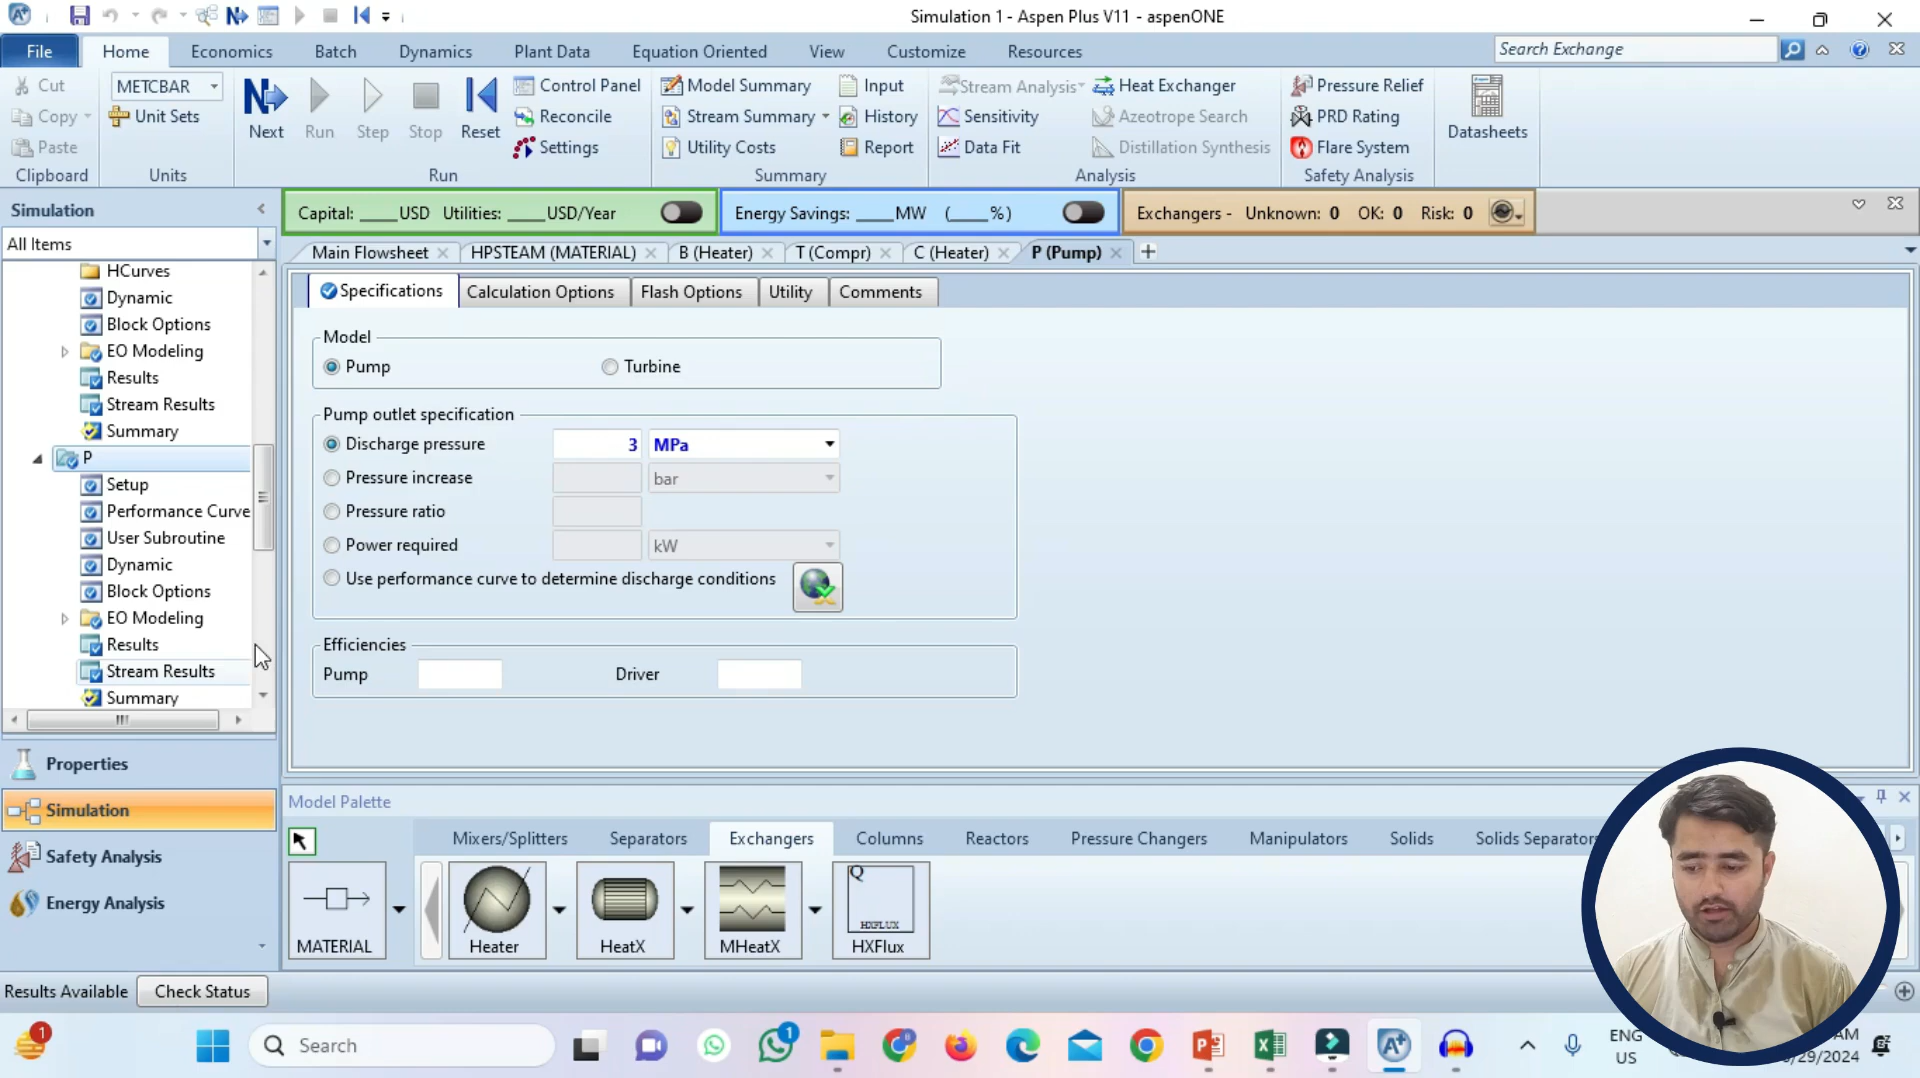 Simulation 1 - Aspen Plus V11 - aspenONE
File Home Economics Batch Dynamics Plant Data Equation Oriented View Customize Resources Search Exchange
Cut METCBAR Control Panel Model Summary Input Stream Analysis Heat Exchanger Pressure Relief
Copy Unit Sets Next Run Step Stop Reset Reconcile Stream Summary History Sensitivity Azeotrope Search PRD Rating Datasheets
Paste Settings Utility Costs Report Data Fit Distillation Synthesis Flare System
Clipboard Units Run Summary Analysis Safety Analysis
Simulation Capital: ____USD Utilities: ____USD/Year Energy Savings: ____MW (____%) Exchangers - Unknown: 0 OK: 0 Risk: 0
All Items Main Flowsheet HPSTEAM (MATERIAL) B (Heater) T (Compr) C (Heater) P (Pump) +
HCurves
Dynamic
Block Options
EO Modeling
Results
Stream Results
Summary
P
Setup
Performance Curve
User Subroutine
Dynamic
Block Options
EO Modeling
Results
Stream Results
Summary
Specifications Calculation Options Flash Options Utility Comments
Model
Pump Turbine
Pump outlet specification
Discharge pressure 3 MPa
Pressure increase bar
Pressure ratio
Power required kW
Use performance curve to determine discharge conditions
Efficiencies
Pump Driver
Properties
Simulation
Safety Analysis
Energy Analysis
Model Palette
Mixers/Splitters Separators Exchangers Columns Reactors Pressure Changers Manipulators Solids Solids Separators
MATERIAL Heater HeatX MHeatX Q HXFLUX HXFlux
Results Available Check Status
1 Search 1 ENG AM
US /29/2024